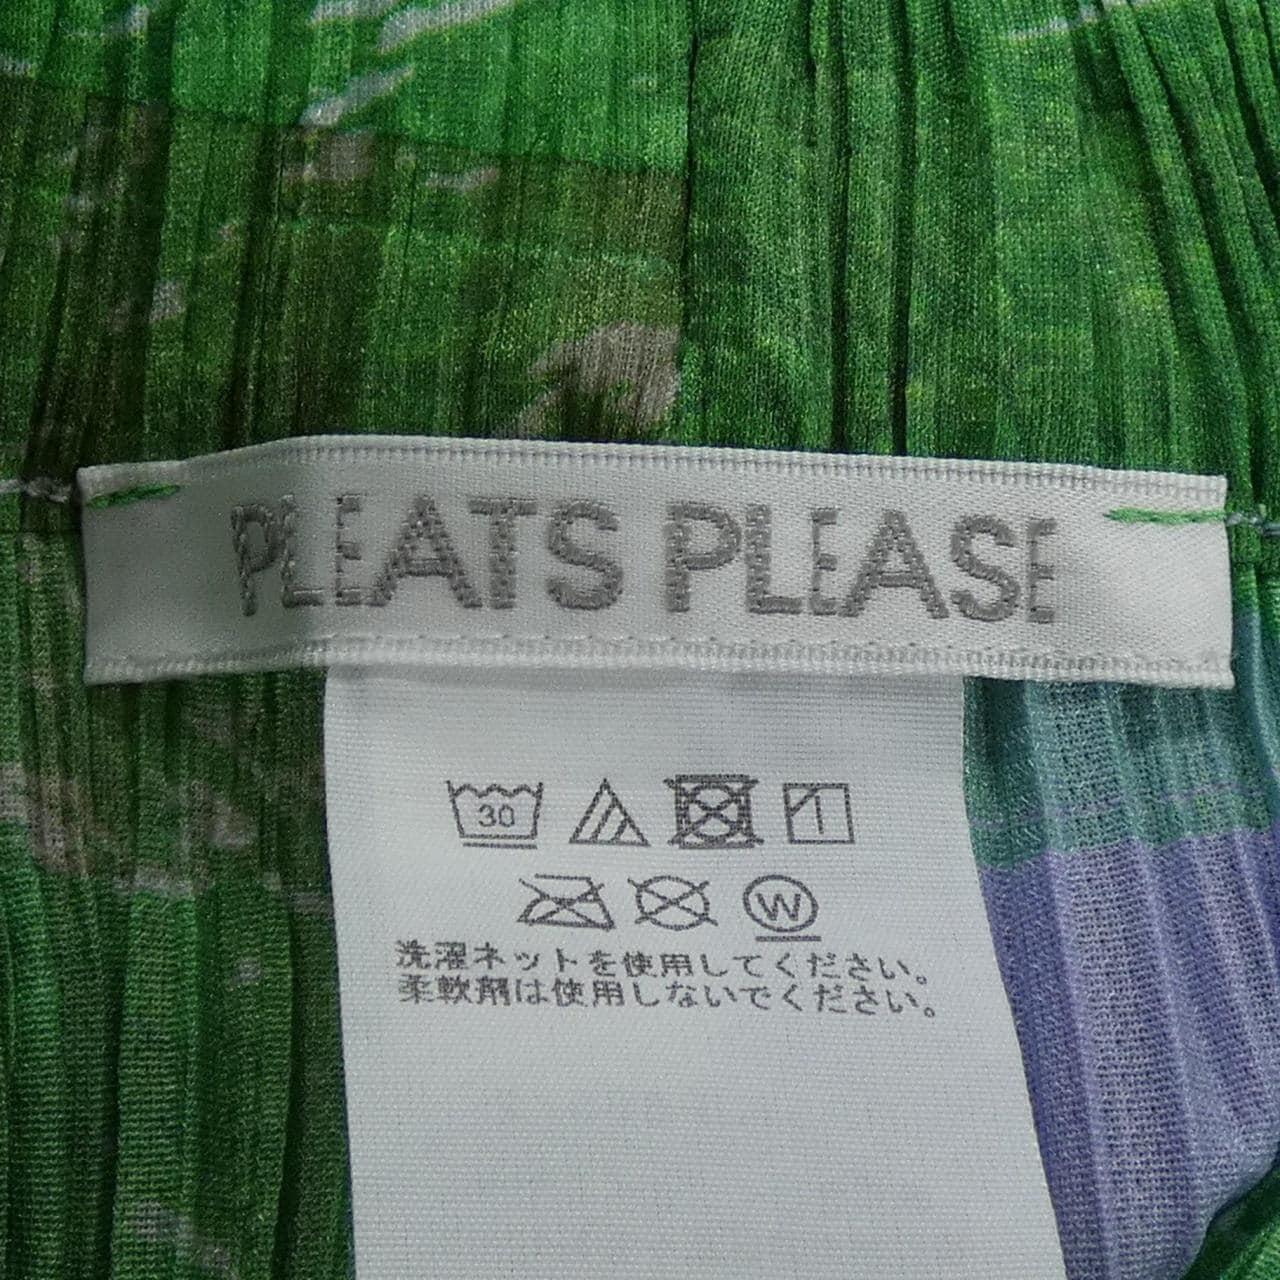 PLEATS PLEASE
30
W
洗濯ネットを使用してください。
柔軟剤は使用しないでください。